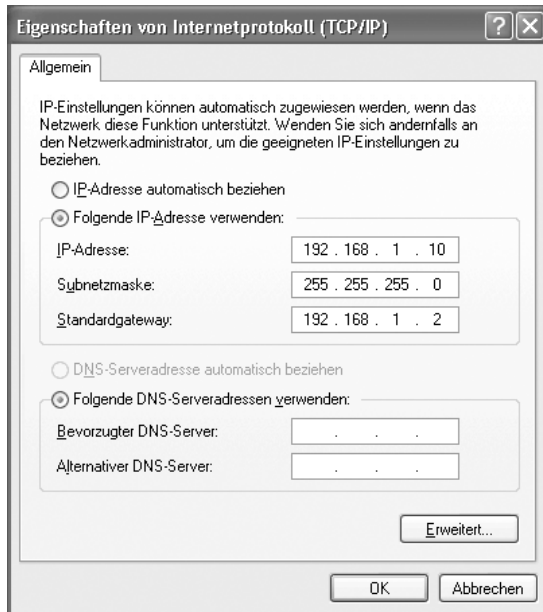 Eigenschaften von Internetprotokoll (TCP/IP)
Allgemein
IP-Einstellungen können automatisch zugewiesen werden, wenn das
Netzwerk diese Funktion unterstützt. Wenden Sie sich andernfalls an
den Netzwerkadministrator, um die geeigneten IP-Einstellungen zu
beziehen.
IP-Adresse automatisch beziehen
Folgende IP-Adresse verwenden:
IP-Adresse: 192 . 168 . 1 . 10
Subnetzmaske: 255 . 255 . 255 . 0
Standardgateway: 192 . 168 . 1 . 2
DNS-Serveradresse automatisch beziehen
Folgende DNS-Serveradressen verwenden:
Bevorzugter DNS-Server: . . .
Alternativer DNS-Server: . . .
Erweitert...
OK Abbrechen